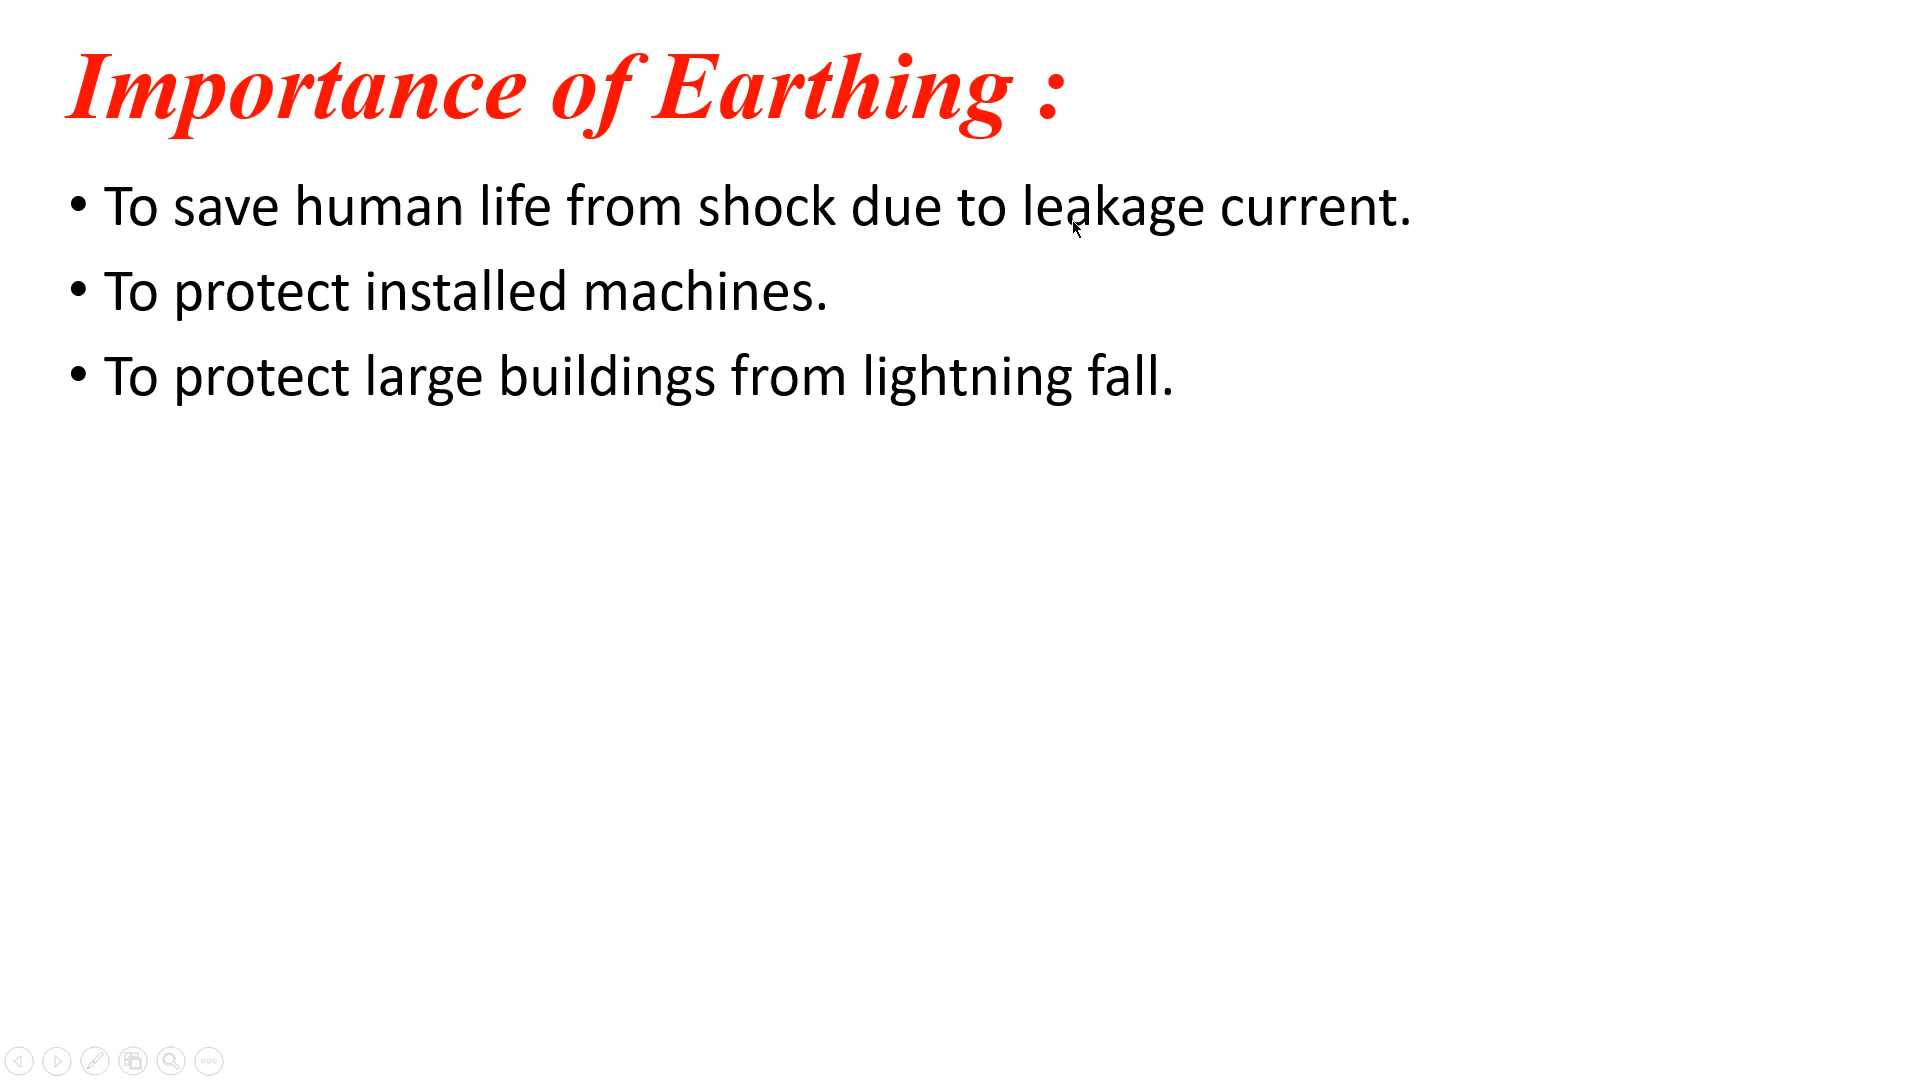 Importance of Earthing :
• To save human life from shock due to leakage current.
• To protect installed machines.
• To protect large buildings from lightning fall.